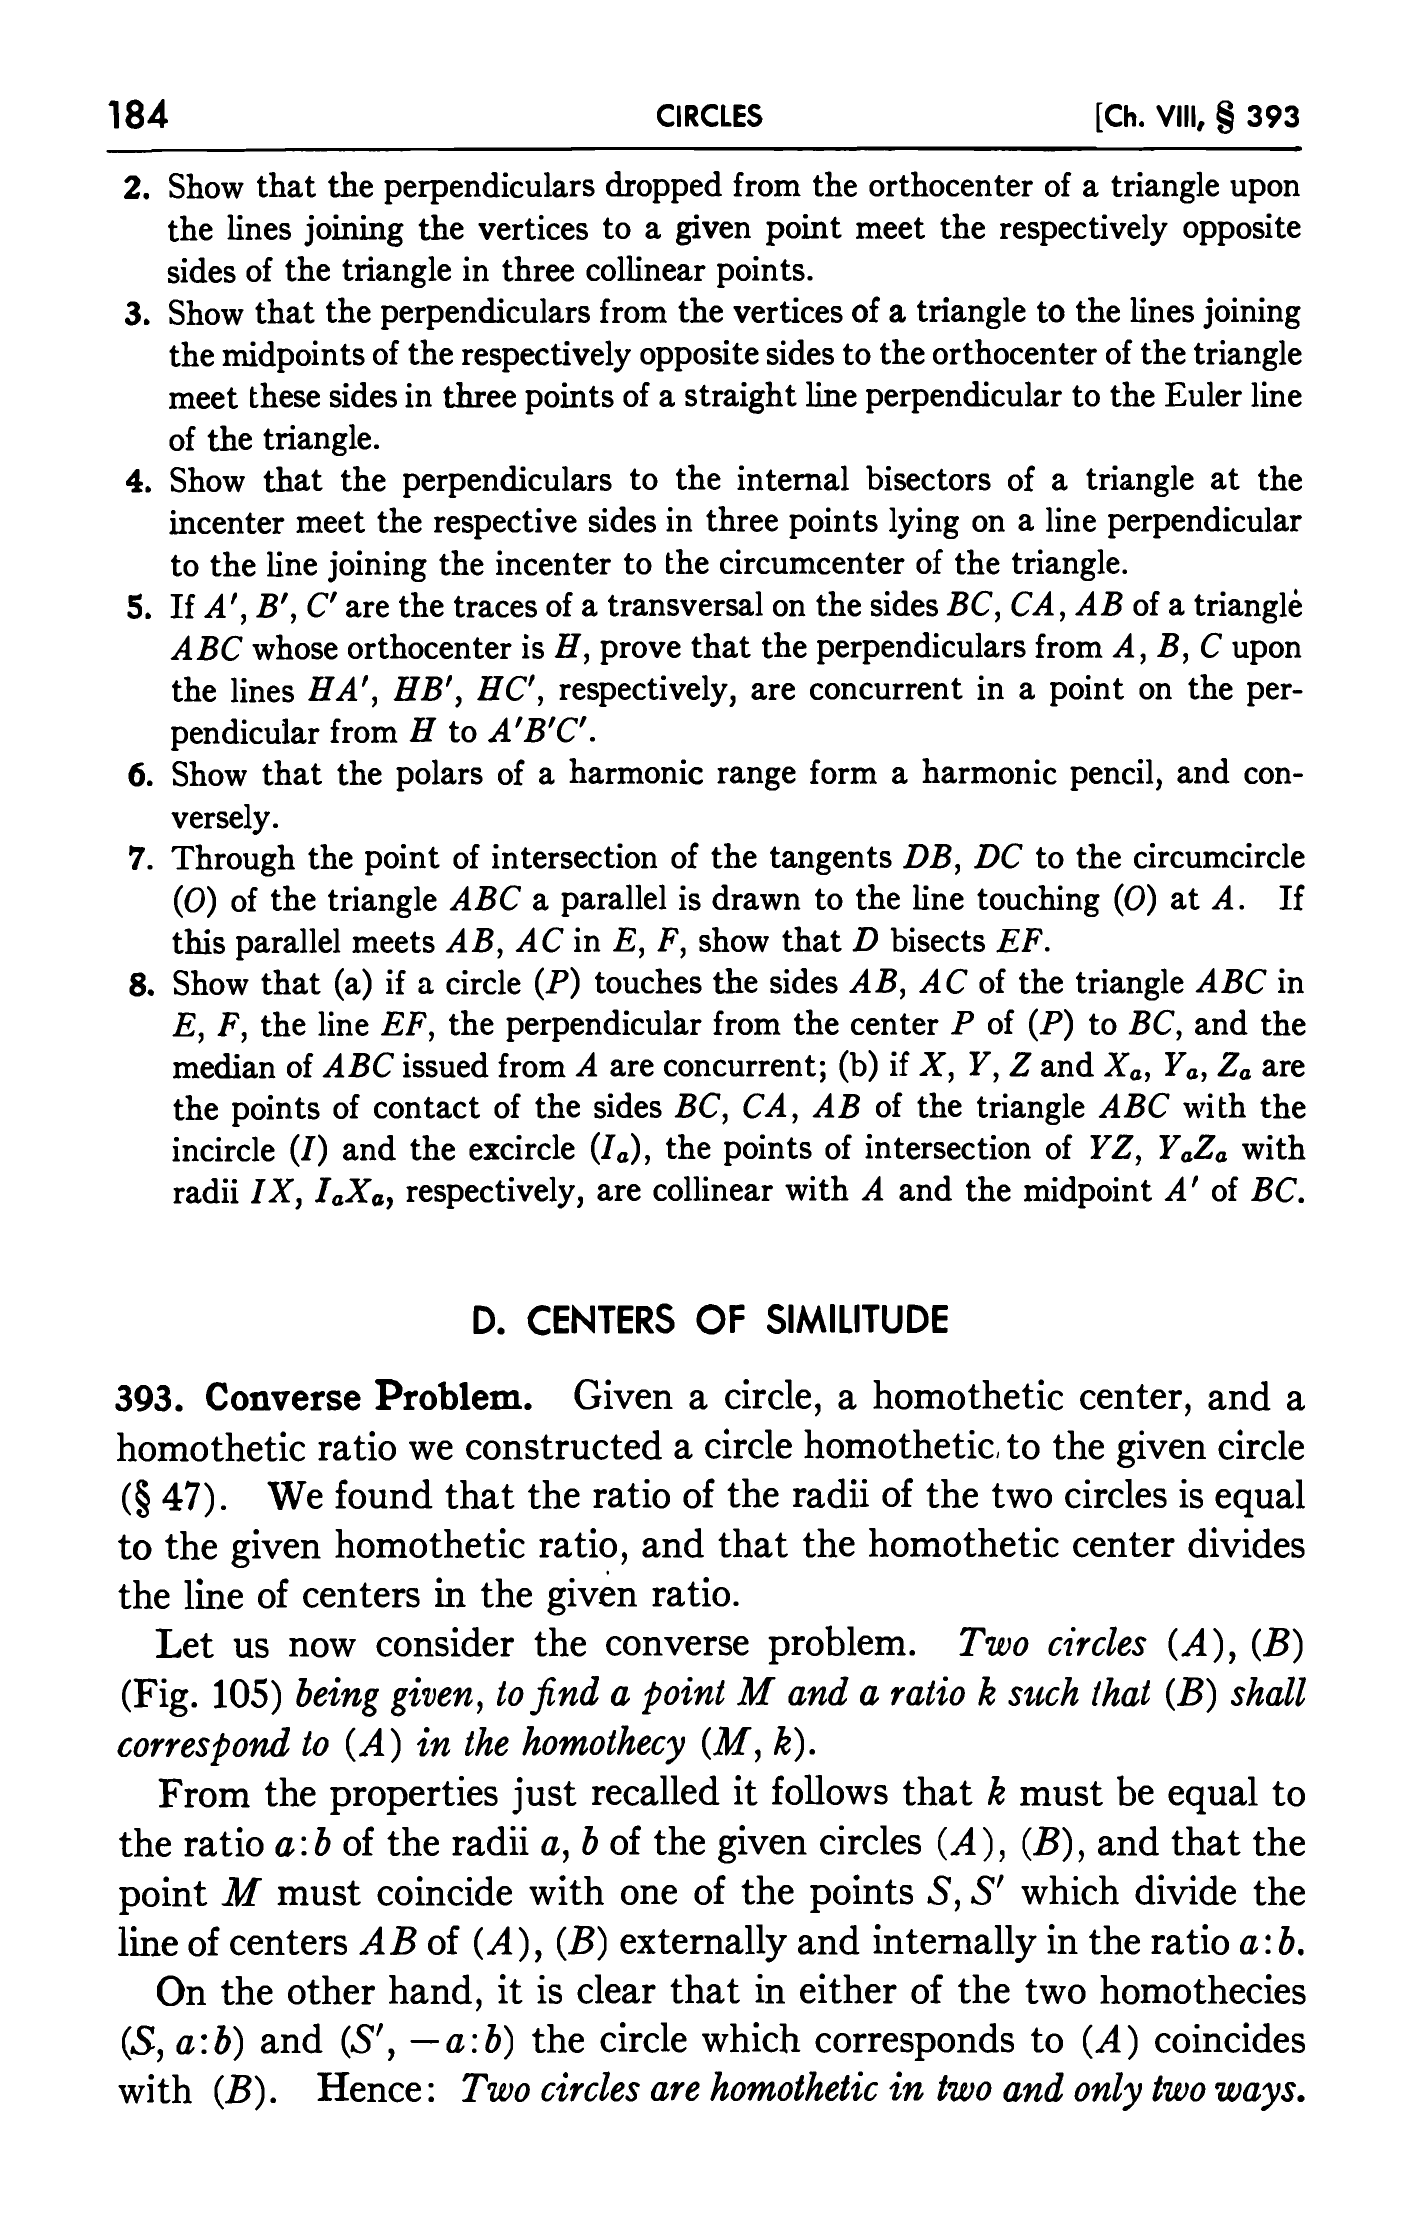 184 CIRCLES [Ch. VIII, § 393
2. Show that the perpendiculars dropped from the orthocenter of a triangle upon
the lines joining the vertices to a given point meet the respectively opposite
sides of the triangle in three collinear points.
3. Show that the perpendiculars from the vertices of a triangle to the lines joining
the midpoints of the respectively opposite sides to the orthocenter of the triangle
meet these sides in three points of a straight line perpendicular to the Euler line
of the triangle.
4. Show that the perpendiculars to the internal bisectors of a triangle at the
incenter meet the respective sides in three points lying on a line perpendicular
to the line joining the incenter to the circumcenter of the triangle.
5. If A′, B′, C′ are the traces of a transversal on the sides BC, CA, AB of a triangle
ABC whose orthocenter is H, prove that the perpendiculars from A, B, C upon
the lines HA′, HB′, HC′, respectively, are concurrent in a point on the per-
pendicular from H to A′B′C′.
6. Show that the polars of a harmonic range form a harmonic pencil, and con-
versely.
7. Through the point of intersection of the tangents DB, DC to the circumcircle
(O) of the triangle ABC a parallel is drawn to the line touching (O) at A. If
this parallel meets AB, AC in E, F, show that D bisects EF.
8. Show that (a) if a circle (P) touches the sides AB, AC of the triangle ABC in
E, F, the line EF, the perpendicular from the center P of (P) to BC, and the
median of ABC issued from A are concurrent; (b) if X, Y, Z and Xₐ, Yₐ, Zₐ are
the points of contact of the sides BC, CA, AB of the triangle ABC with the
incircle (I) and the excircle (Iₐ), the points of intersection of YZ, YₐZₐ with
radii IX, IₐXₐ, respectively, are collinear with A and the midpoint A′ of BC.
D. CENTERS OF SIMILITUDE
393. Converse Problem. Given a circle, a homothetic center, and a
homothetic ratio we constructed a circle homothetic to the given circle
(§ 47). We found that the ratio of the radii of the two circles is equal
to the given homothetic ratio, and that the homothetic center divides
the line of centers in the given ratio.
Let us now consider the converse problem. Two circles (A), (B)
(Fig. 105) being given, to find a point M and a ratio k such that (B) shall
correspond to (A) in the homothecy (M, k).
From the properties just recalled it follows that k must be equal to
the ratio a:b of the radii a, b of the given circles (A), (B), and that the
point M must coincide with one of the points S, S′ which divide the
line of centers AB of (A), (B) externally and internally in the ratio a:b.
On the other hand, it is clear that in either of the two homothecies
(S, a:b) and (S′, −a:b) the circle which corresponds to (A) coincides
with (B). Hence: Two circles are homothetic in two and only two ways.